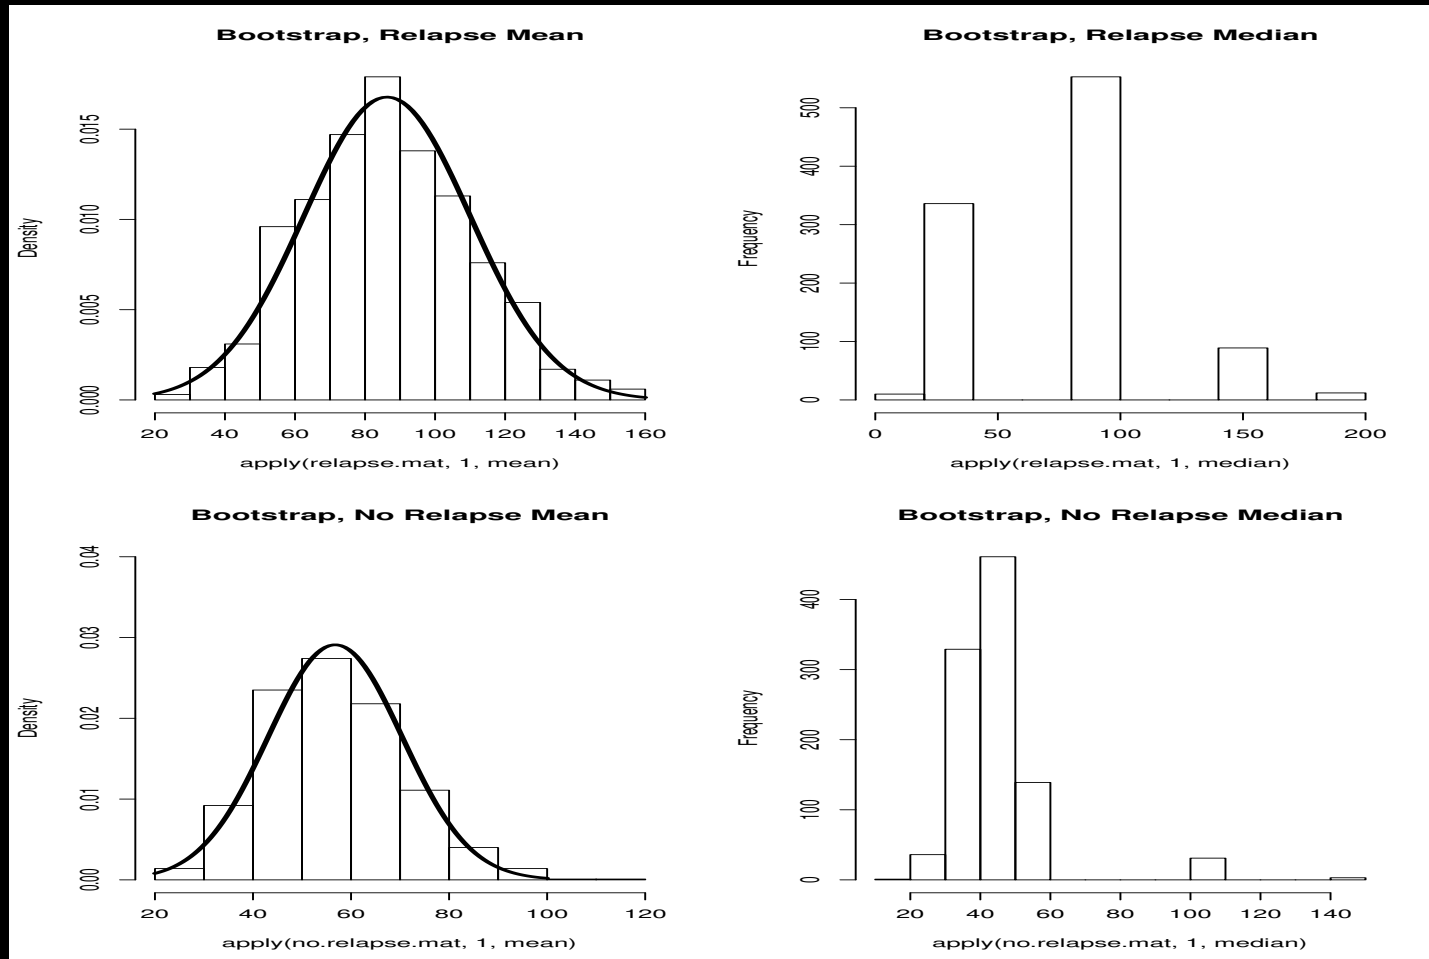 Bootstrap, Relapse Mean
Density
0.000 0.005 0.010 0.015
20 40 60 80 100 120 140 160
apply(relapse.mat, 1, mean)
Bootstrap, Relapse Median
Frequency
0 100 200 300 400 500
0 50 100 150 200
apply(relapse.mat, 1, median)
Bootstrap, No Relapse Mean
Density
0.00 0.01 0.02 0.03 0.04
20 40 60 80 100 120
apply(no.relapse.mat, 1, mean)
Bootstrap, No Relapse Median
Frequency
0 100 200 300 400
20 40 60 80 100 120 140
apply(no.relapse.mat, 1, median)